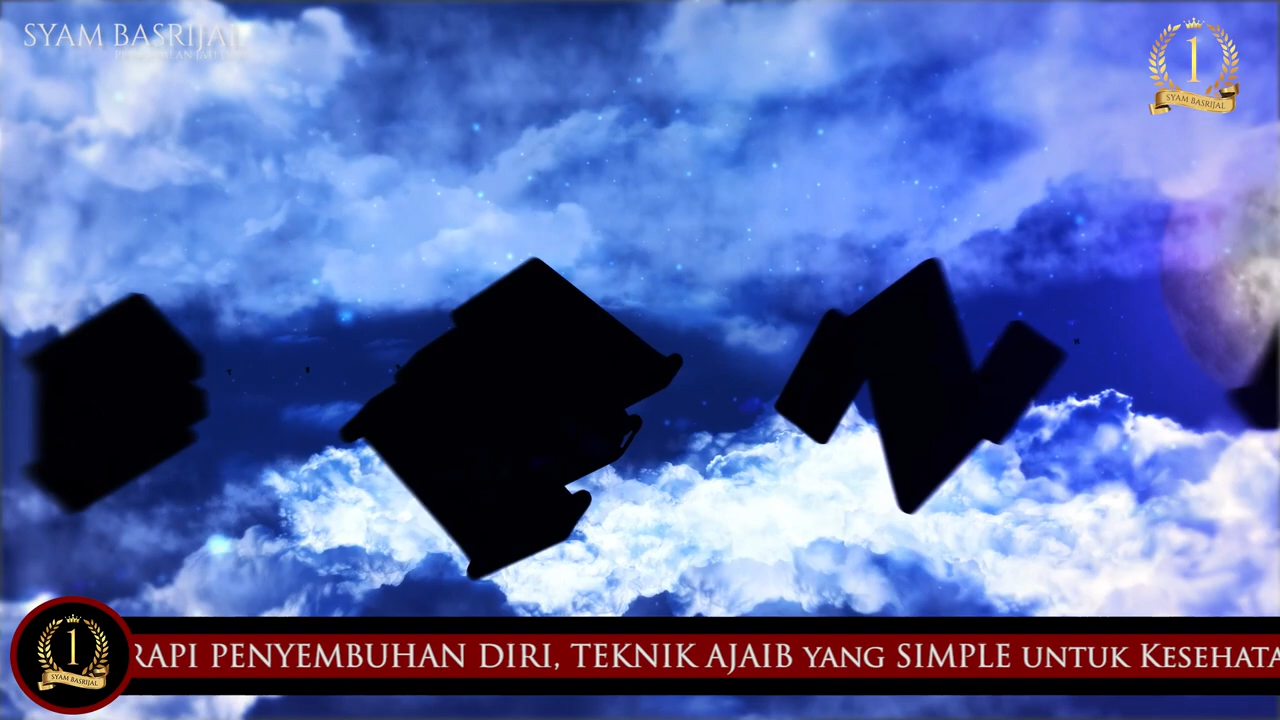 SYAM BASRIJAL
1
SYAM BASRIJAL
1
SYAM BASRIJAL
RAPI PENYEMBUHAN DIRI, TEKNIK AJAIB YANG SIMPLE UNTUK KESEHATA